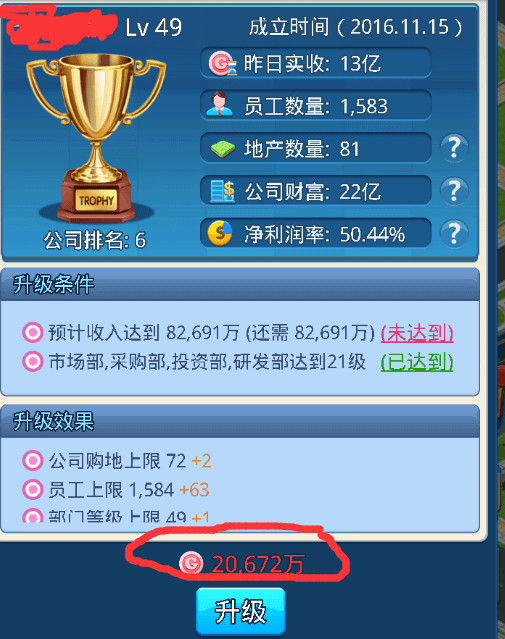 Lv 49 成立时间（2016.11.15）
昨日实收: 13亿
员工数量: 1,583
地产数量: 81 ?
公司财富: 22亿 ?
净利润率: 50.44% ?
TROPHY
公司排名: 6
升级条件
预计收入达到 82,691万 (还需 82,691万) (未达到)
市场部,采购部,投资部,研发部达到21级 (已达到)
升级效果
公司购地上限 72 +2
员工上限 1,584 +63
部门等级上限 49 +1
G 20,672万
升级